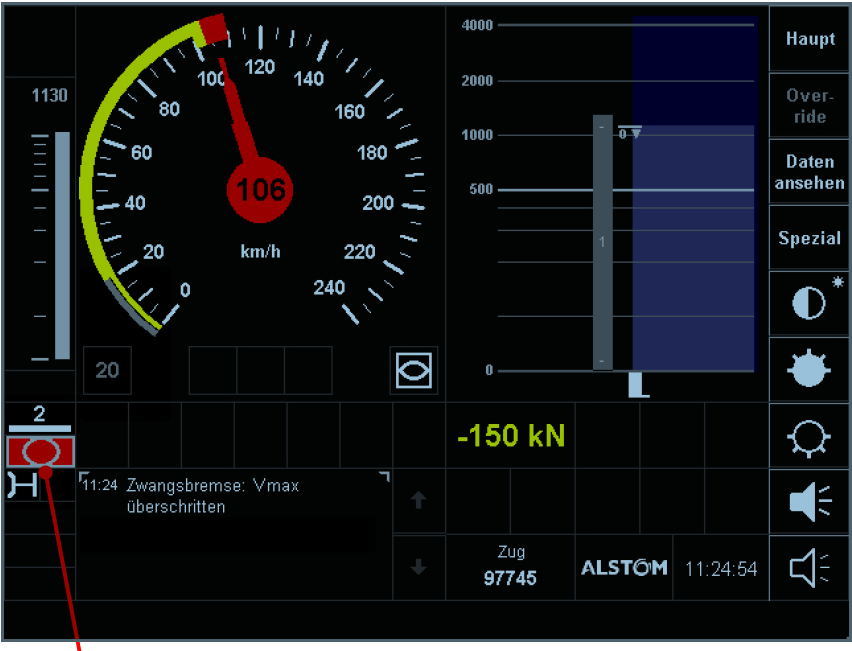 1130
0
20
40
60
80
100
120
140
160
180
200
220
240
106
km/h
20
4000
2000
1000
500
0
0
1
Haupt
Over-
ride
Daten
ansehen
Spezial
2
-150 kN
11:24 Zwangsbremse: Vmax
überschritten
Zug
97745
ALSTOM
11:24:54